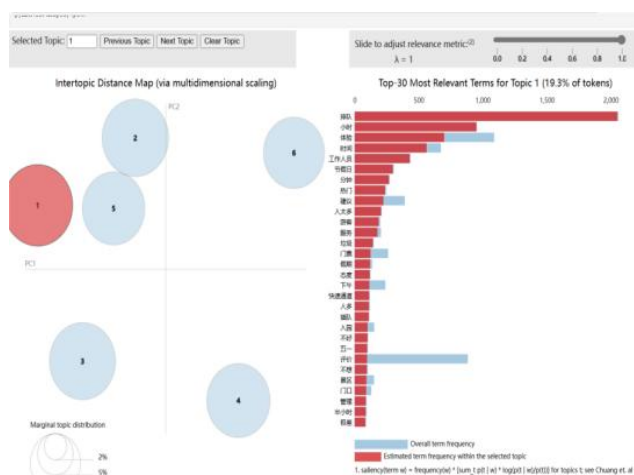 Selected Topic: 1 Previous Topic Next Topic Clear Topic
Slide to adjust relevance metric:(2)
λ = 1
0.0 0.2 0.4 0.6 0.8 1.0
Intertopic Distance Map (via multidimensional scaling)
PC2
PC1
1
2
3
4
5
6
Marginal topic distribution
2%
5%
Top-30 Most Relevant Terms for Topic 1 (19.3% of tokens)
0 500 1,000 1,500 2,000
排队
小时
体验
时间
工作人员
节假日
分钟
热门
建议
人太多
游客
服务
垃圾
门票
假期
态度
下午
快速通道
人多
插队
入园
不好
五一
评价
不想
景区
门口
管理
半小时
Overall term frequency
Estimated term frequency within the selected topic
1. saliency(term w) = frequency(w) * [sum_t p(t | w) * log(p(t | w)/p(t))] for topics t; see Chuang et. al